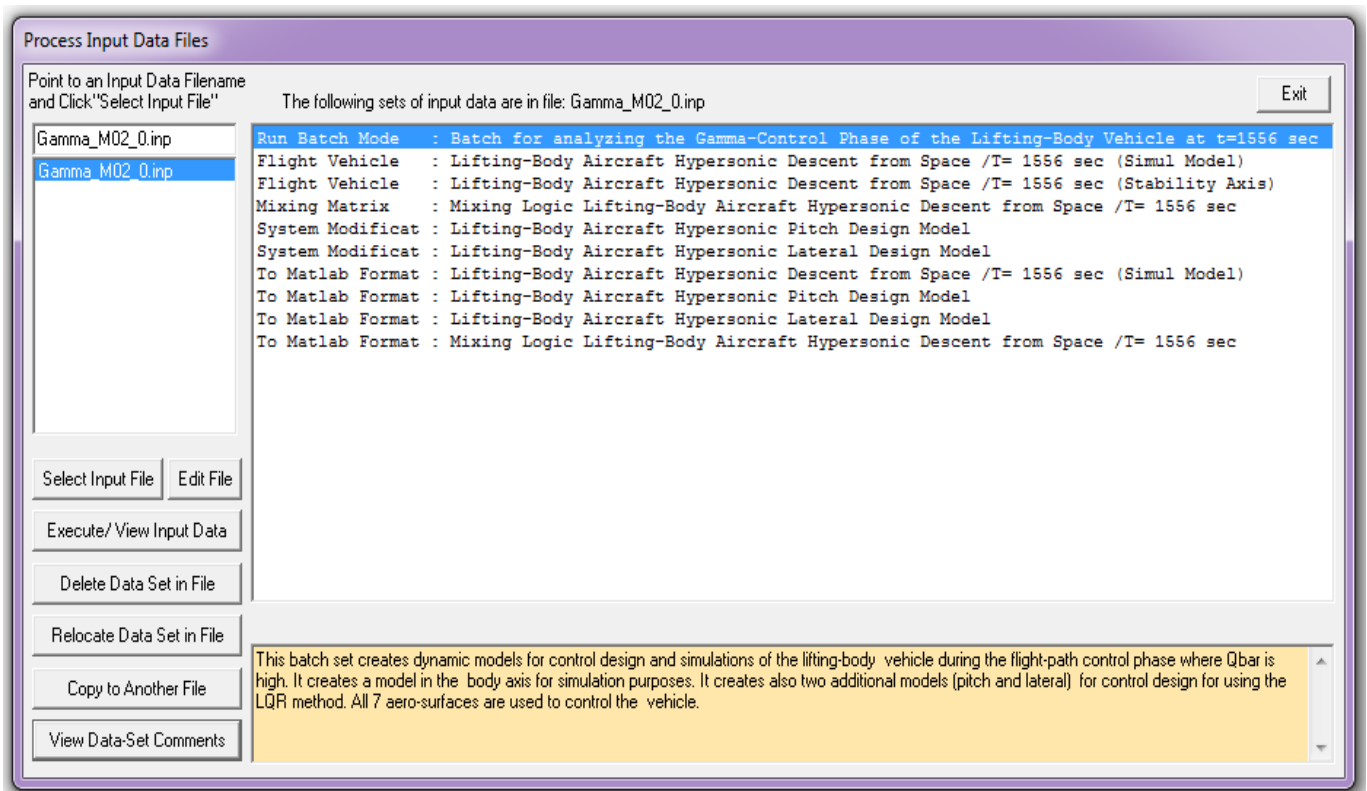 Process Input Data Files
Point to an Input Data Filename
and Click"Select Input File"
The following sets of input data are in file: Gamma_M02_0.inp
Exit
Gamma_M02_0.inp
Gamma_M02_0.inp
Run Batch Mode : Batch for analyzing the Gamma-Control Phase of the Lifting-Body Vehicle at t=1556 sec
Flight Vehicle : Lifting-Body Aircraft Hypersonic Descent from Space /T= 1556 sec (Simul Model)
Flight Vehicle : Lifting-Body Aircraft Hypersonic Descent from Space /T= 1556 sec (Stability Axis)
Mixing Matrix : Mixing Logic Lifting-Body Aircraft Hypersonic Descent from Space /T= 1556 sec
System Modificat : Lifting-Body Aircraft Hypersonic Pitch Design Model
System Modificat : Lifting-Body Aircraft Hypersonic Lateral Design Model
To Matlab Format : Lifting-Body Aircraft Hypersonic Descent from Space /T= 1556 sec (Simul Model)
To Matlab Format : Lifting-Body Aircraft Hypersonic Pitch Design Model
To Matlab Format : Lifting-Body Aircraft Hypersonic Lateral Design Model
To Matlab Format : Mixing Logic Lifting-Body Aircraft Hypersonic Descent from Space /T= 1556 sec
Select Input File
Edit File
Execute/ View Input Data
Delete Data Set in File
Relocate Data Set in File
Copy to Another File
View Data-Set Comments
This batch set creates dynamic models for control design and simulations of the lifting-body vehicle during the flight-path control phase where Qbar is
high. It creates a model in the body axis for simulation purposes. It creates also two additional models (pitch and lateral) for control design for using the
LQR method. All 7 aero-surfaces are used to control the vehicle.